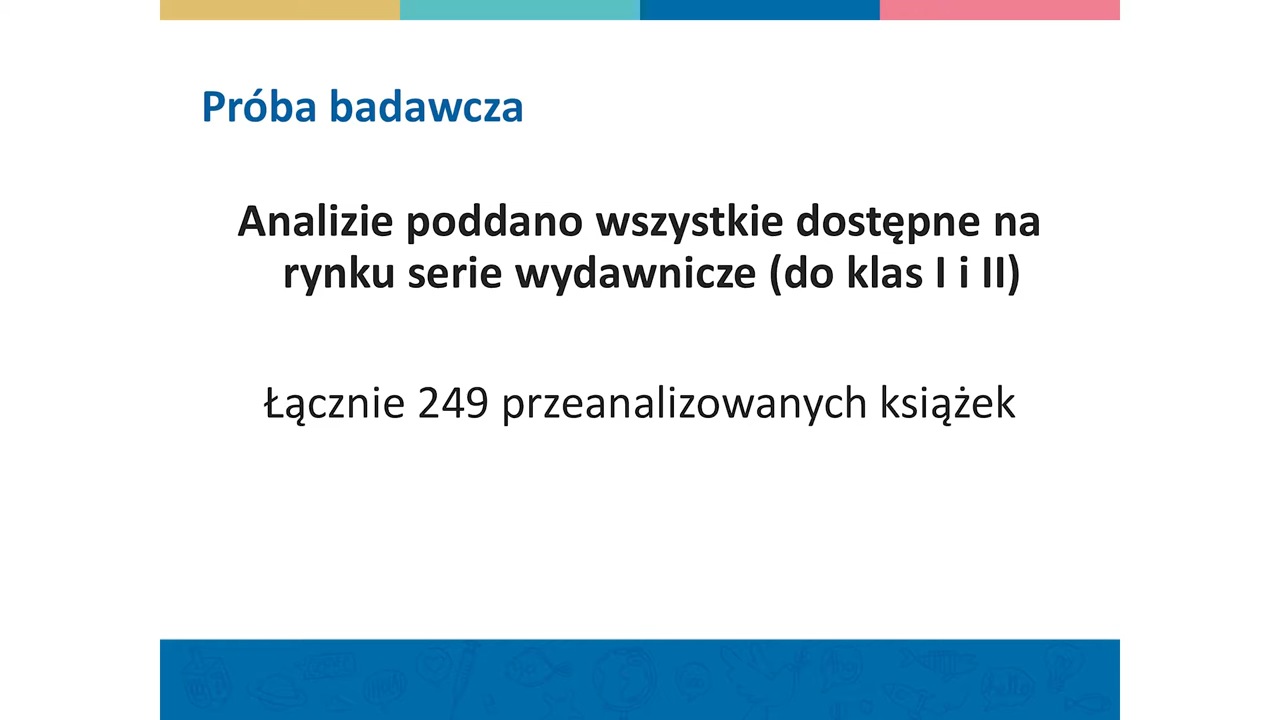 Próba badawcza
Analizie poddano wszystkie dostępne na
rynku serie wydawnicze (do klas I i II)
Łącznie 249 przeanalizowanych książek